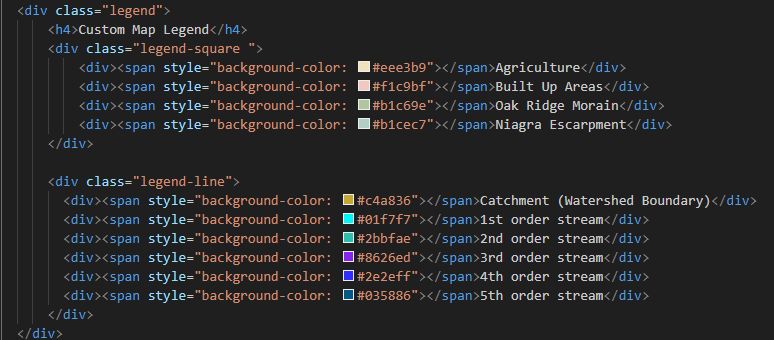 <div class="legend">
<h4>Custom Map Legend</h4>
<div class="legend-square ">
<div><span style="background-color: #eee3b9"></span>Agriculture</div>
<div><span style="background-color: #f1c9bf"></span>Built Up Areas</div>
<div><span style="background-color: #b1c69e"></span>Oak Ridge Morain</div>
<div><span style="background-color: #b1cec7"></span>Niagra Escarpment</div>
</div>
<div class="legend-line">
<div><span style="background-color: #c4a836"></span>Catchment (Watershed Boundary)</div>
<div><span style="background-color: #01f7f7"></span>1st order stream</div>
<div><span style="background-color: #2bbfae"></span>2nd order stream</div>
<div><span style="background-color: #8626ed"></span>3rd order stream</div>
<div><span style="background-color: #2e2eff"></span>4th order stream</div>
<div><span style="background-color: #035886"></span>5th order stream</div>
</div>
</div>